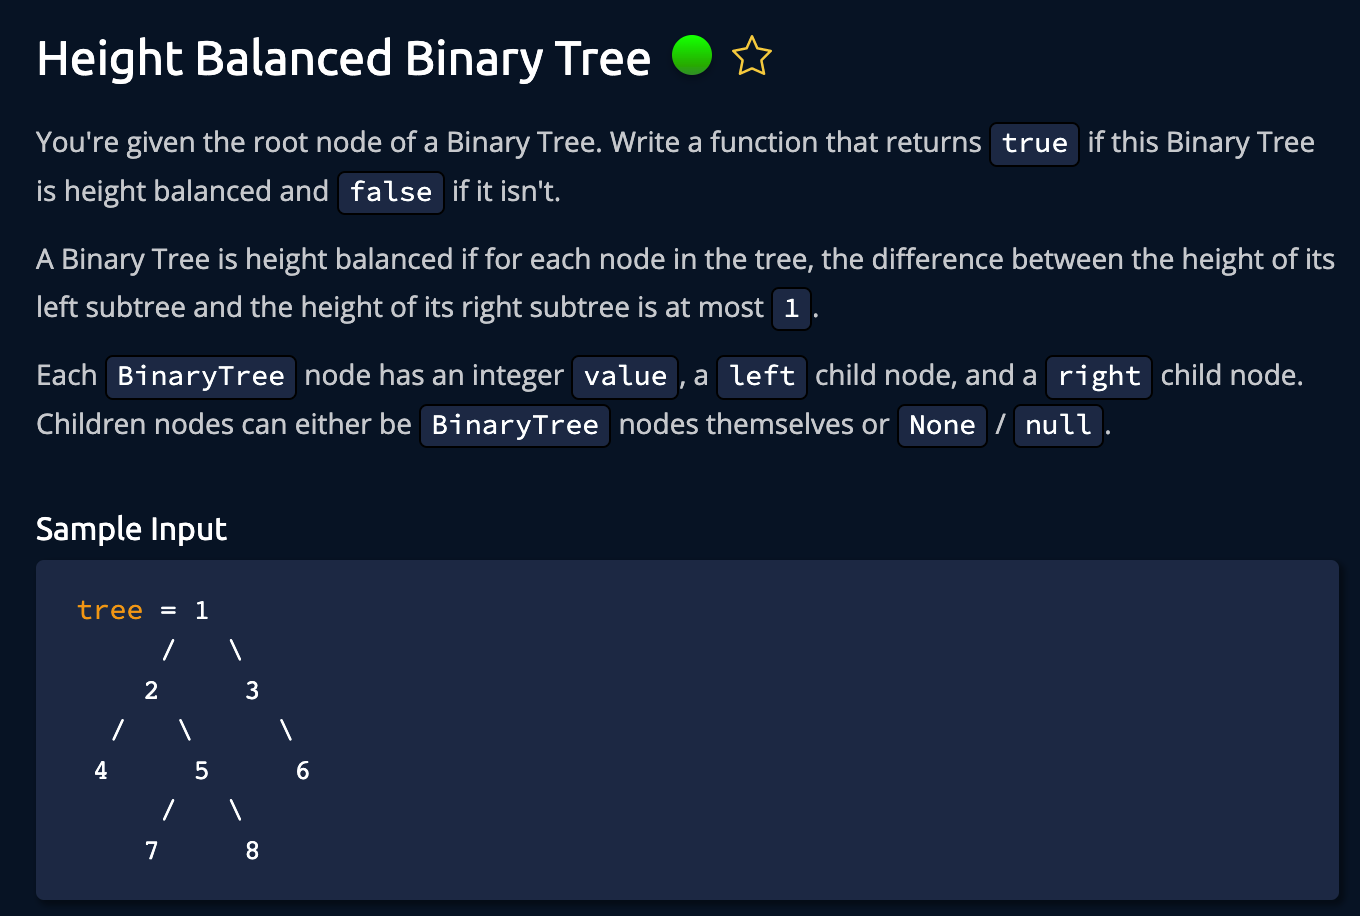 Height Balanced Binary Tree
You're given the root node of a Binary Tree. Write a function that returns true if this Binary Tree
is height balanced and false if it isn't.
A Binary Tree is height balanced if for each node in the tree, the difference between the height of its
left subtree and the height of its right subtree is at most 1.
Each BinaryTree node has an integer value, a left child node, and a right child node.
Children nodes can either be BinaryTree nodes themselves or None / null.
Sample Input
tree = 1
/ \
2 3
/ \ \
4 5 6
/ \
7 8